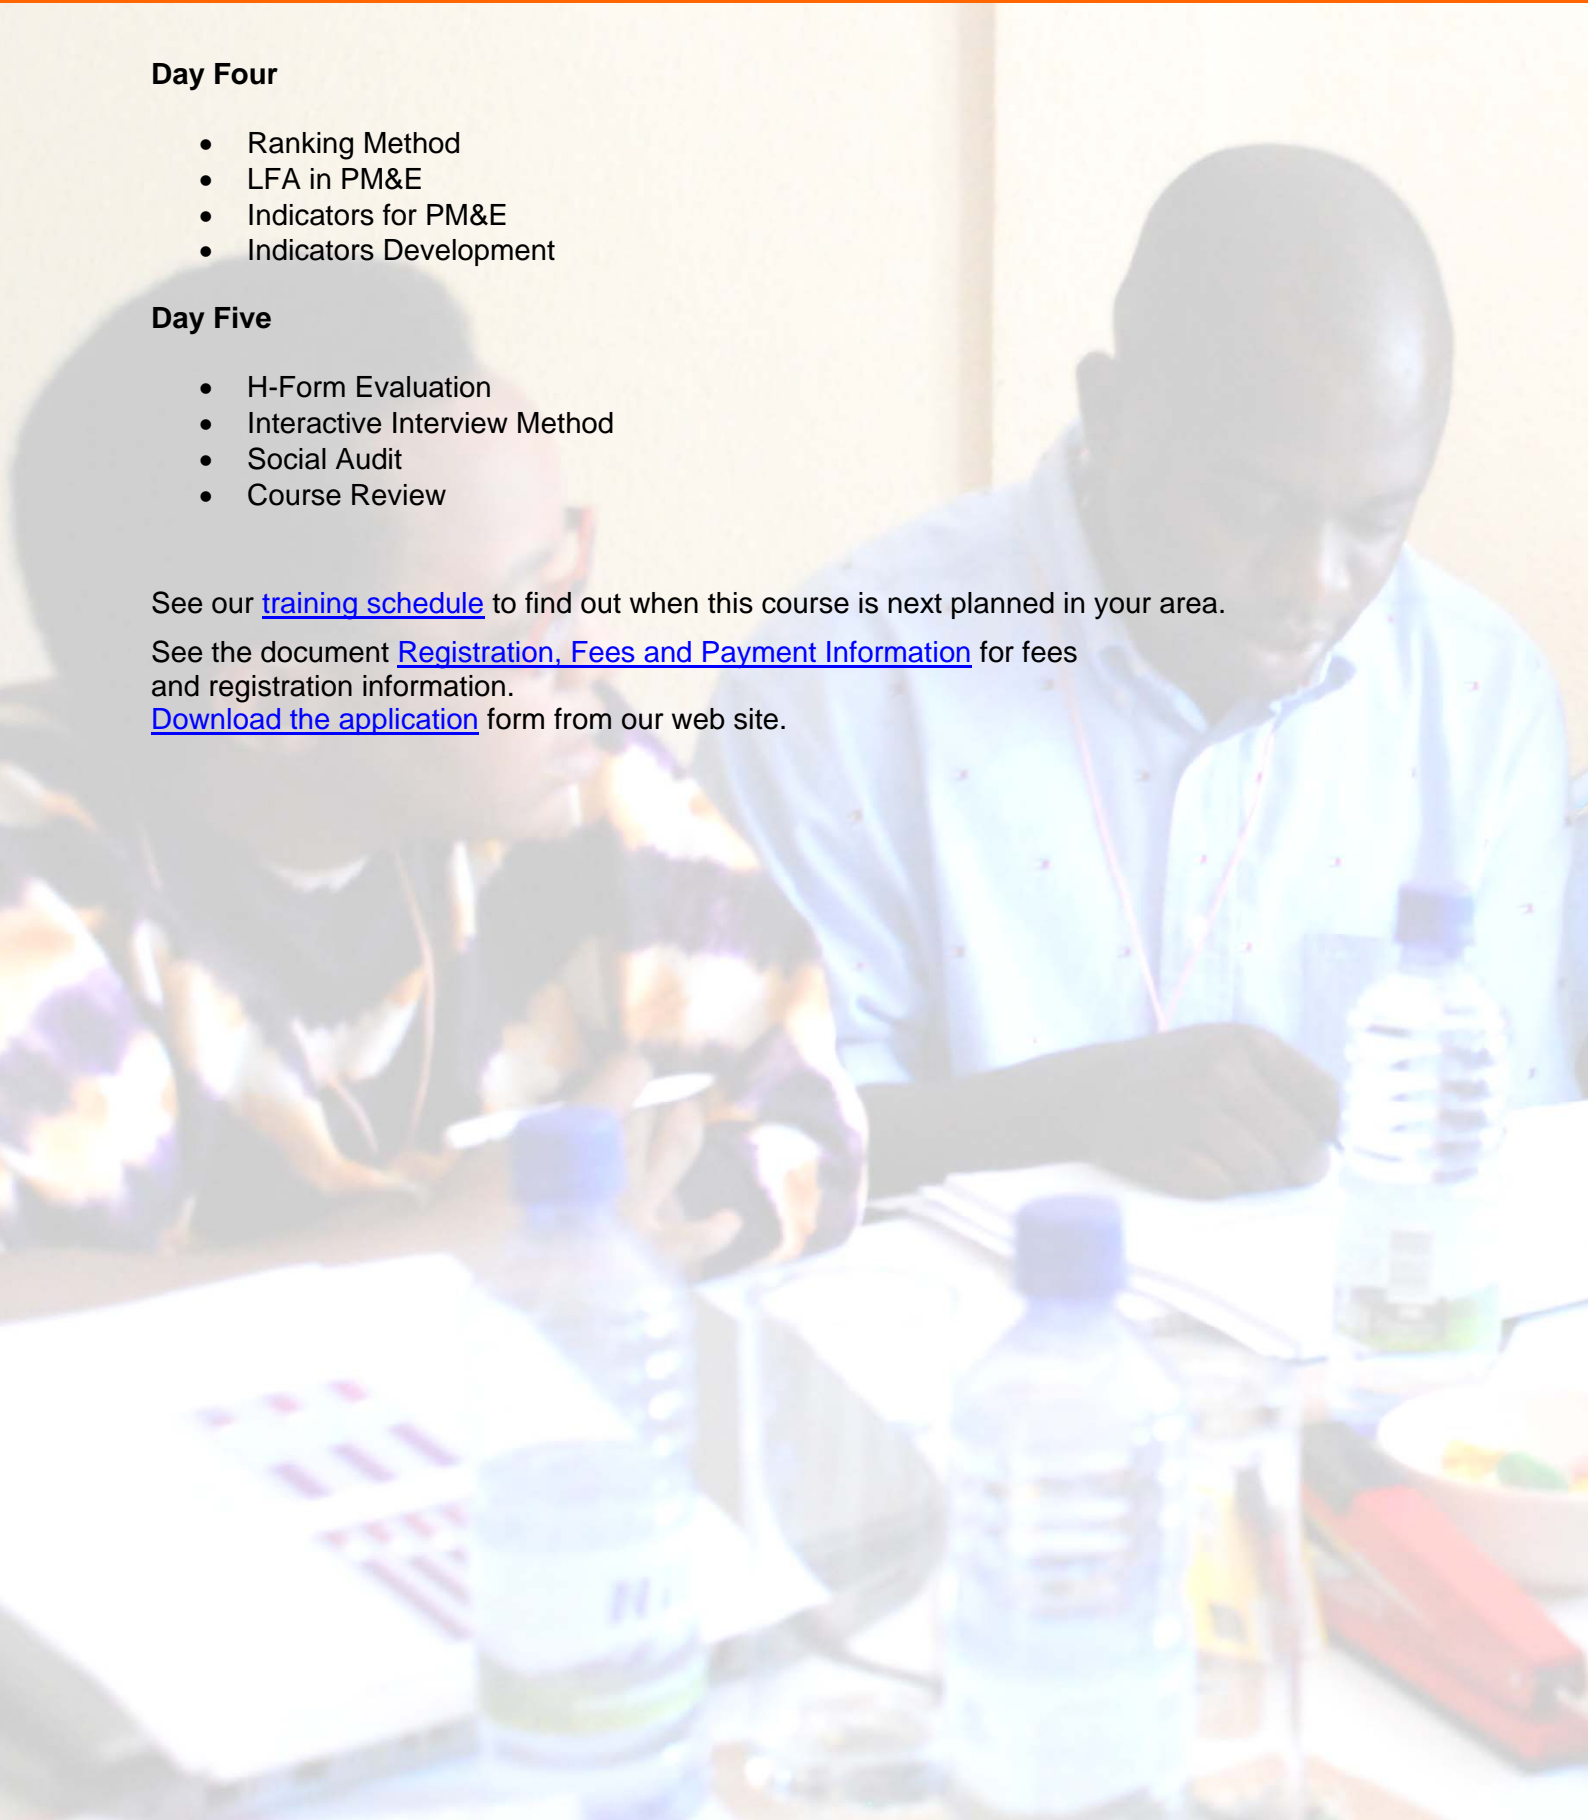 Day Four
• Ranking Method
• LFA in PM&E
• Indicators for PM&E
• Indicators Development
Day Five
• H-Form Evaluation
• Interactive Interview Method
• Social Audit
• Course Review
See our training schedule to find out when this course is next planned in your area.
See the document Registration, Fees and Payment Information for fees
and registration information.
Download the application form from our web site.